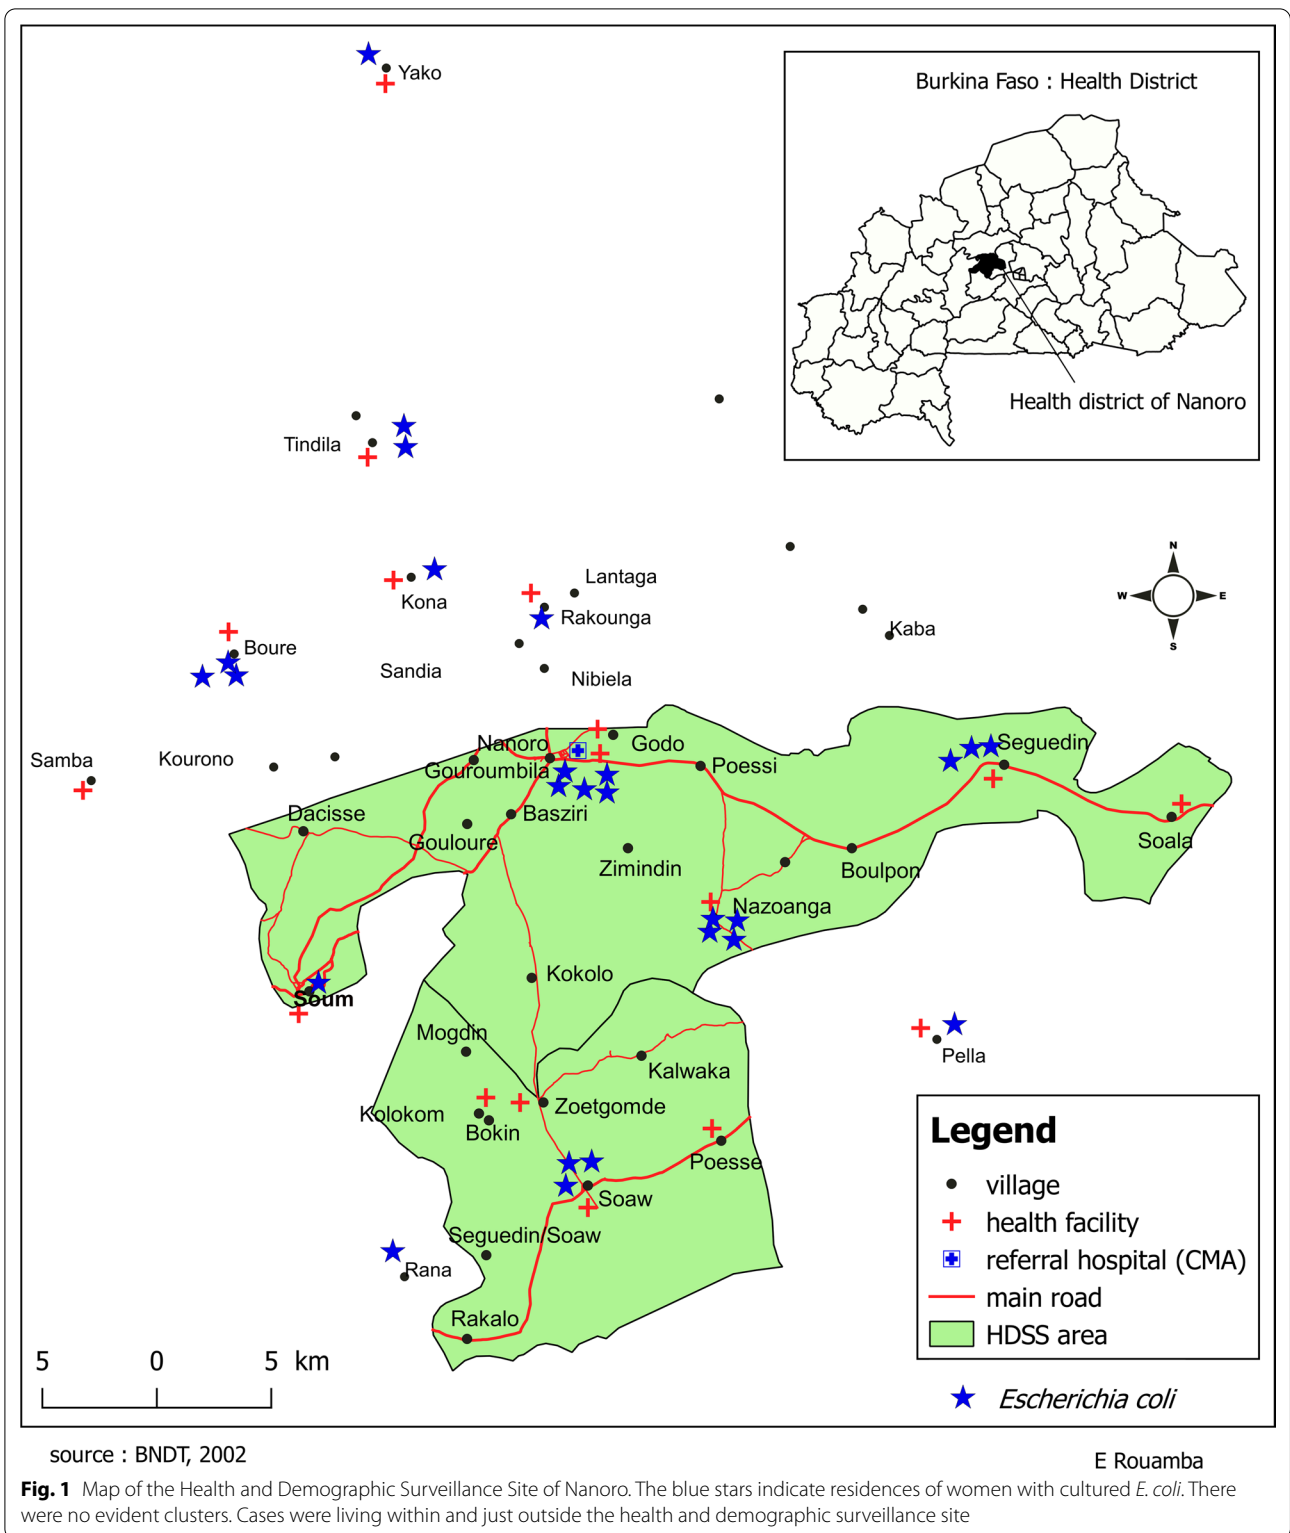 Yako
Burkina Faso : Health District
Health district of Nanoro
Tindila
N
W
E
S
Lantaga
Kona
Rakounga
Kaba
Boure
Sandia
Nibiela
Nanoro
Godo
Seguedin
Samba
Kourono
Gouroumbila
Poessi
Dacisse
Basziri
Gouloure
Soala
Zimindin
Boulpon
Nazoanga
Kokolo
Soum
Mogdin
Pella
Kalwaka
Kolokom
Zoetgomde
Bokin
Poesse
Soaw
Seguedin/Soaw
Rana
Rakalo
Legend
village
health facility
referral hospital (CMA)
main road
HDSS area
Escherichia coli
5 0 5 km
source : BNDT, 2002
E Rouamba
Fig. 1 Map of the Health and Demographic Surveillance Site of Nanoro. The blue stars indicate residences of women with cultured E. coli. There
were no evident clusters. Cases were living within and just outside the health and demographic surveillance site